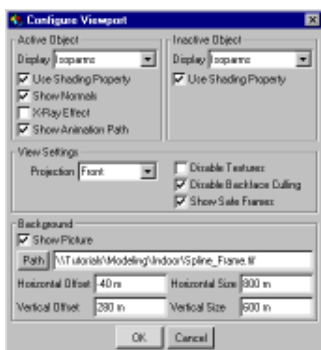 Configure Viewport
Active Object
Display Isoparms
Use Shading Property
Show Normals
X-Ray Effect
Show Animation Path
Inactive Object
Display Isoparms
Use Shading Property
View Settings
Projection Front
Disable Textures
Disable Backface Culling
Show Safe Frames
Background
Show Picture
Path \\Tutorials\Modeling\Indoor\Spline_Frame.tif
Horizontal Offset -40 m Horizontal Size 800 m
Vertical Offset 280 m Vertical Size 600 m
OK Cancel